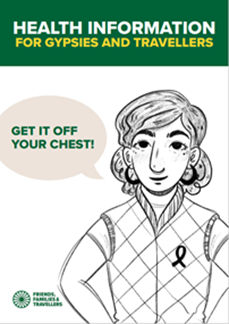 HEALTH INFORMATION
FOR GYPSIES AND TRAVELLERS
GET IT OFF
YOUR CHEST!
FRIENDS,
FAMILIES &
TRAVELLERS